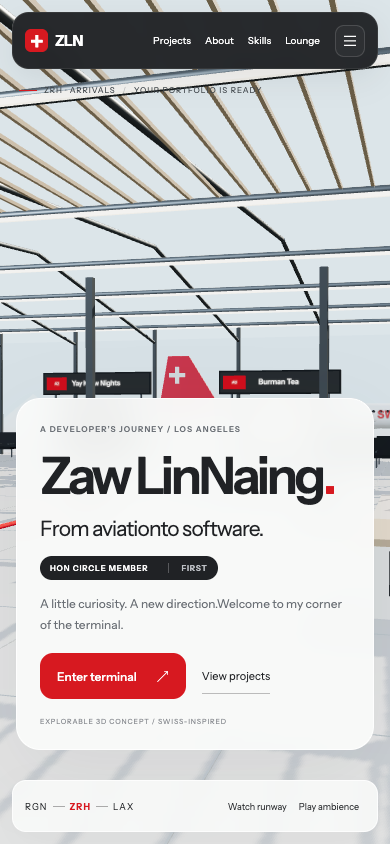 ZLN
Projects About Skills Lounge
ZRH · ARRIVALS / YOUR PORTFOLIO IS READY
Burman Tea
A DEVELOPER'S JOURNEY / LOS ANGELES
Zaw LinNaing.
From aviationto software.
HON CIRCLE MEMBER | FIRST
A little curiosity. A new direction.Welcome to my corner
of the terminal.
Enter terminal ↗ View projects
EXPLORABLE 3D CONCEPT / SWISS-INSPIRED
RGN — ZRH — LAX Watch runway Play ambience